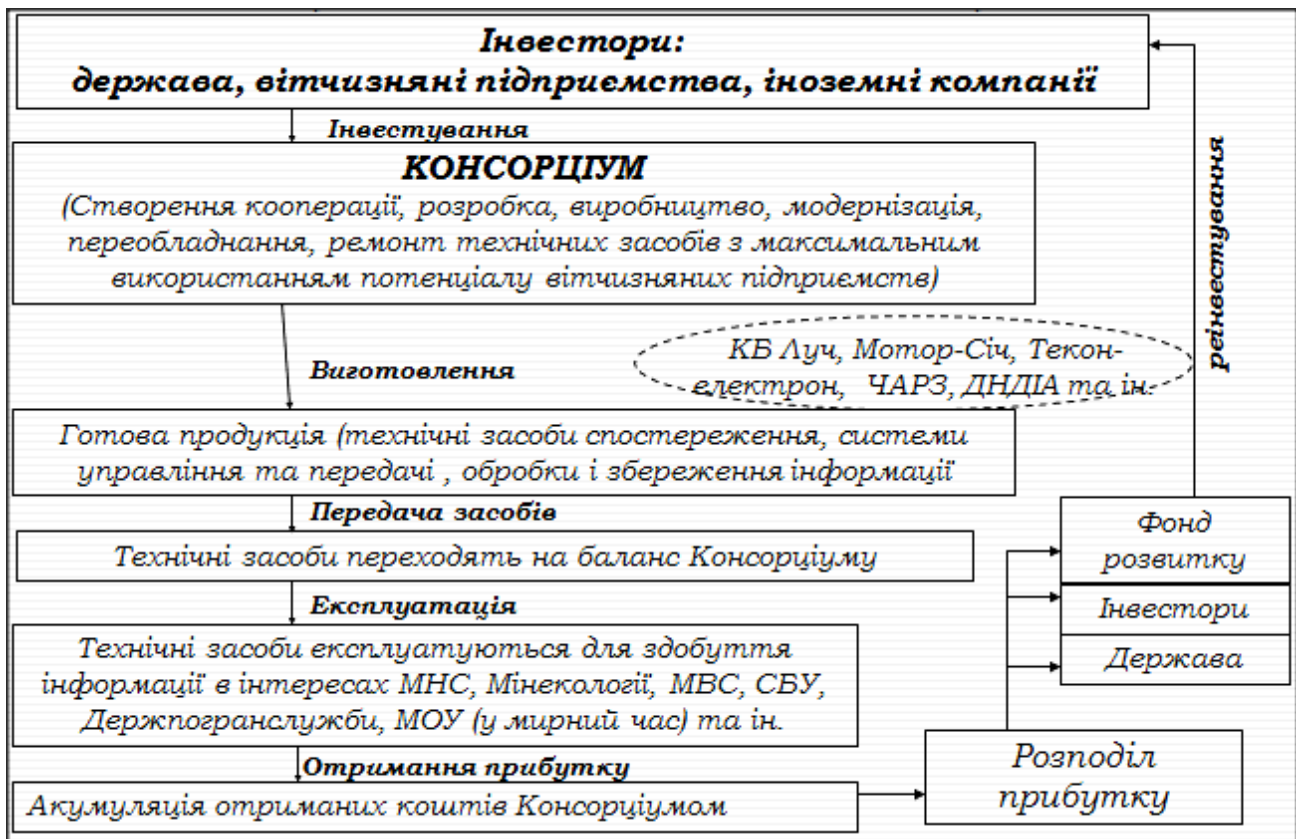 Інвестори:
держава, вітчизняні підприємства, іноземні компанії
Інвестування
КОНСОРЦІУМ
(Створення кооперації, розробка, виробництво, модернізація,
переобладнання, ремонт технічних засобів з максимальним
використанням потенціалу вітчизняних підприємств)
реінвестування
КБ Луч, Мотор-Січ, Текон-
електрон, ЧАРЗ, ДНДІА та ін.
Виготовлення
Готова продукція (технічні засоби спостереження, системи
управління та передачі , обробки і збереження інформації
Передача засобів
Технічні засоби переходять на баланс Консорціуму
Експлуатація
Технічні засоби експлуатуються для здобуття
інформації в інтересах МНС, Мінекології, МВС, СБУ,
Держпогранслужби, МОУ (у мирний час) та ін.
Отримання прибутку
Акумуляція отриманих коштів Консорціумом
Розподіл
прибутку
Фонд
розвитку
Інвестори
Держава